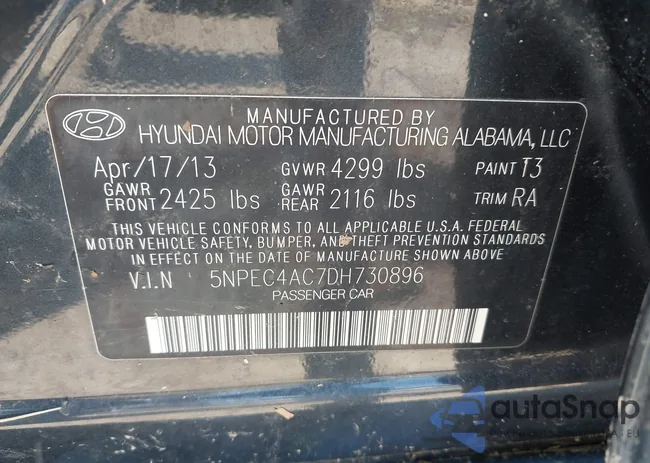 MANUFACTURED BY
HYUNDAI MOTOR MANUFACTURING ALABAMA, LLC
Apr/17/13 GVWR 4299 lbs PAINT T3
GAWR FRONT 2425 lbs GAWR REAR 2116 lbs TRIM RA
THIS VEHICLE CONFORMS TO ALL APPLICABLE U.S.A. FEDERAL
MOTOR VEHICLE SAFETY, BUMPER, AND THEFT PREVENTION STANDARDS
IN EFFECT ON THE DATE OF MANUFACTURE SHOWN ABOVE
V.I.N 5NPEC4AC7DH730896
PASSENGER CAR
autaSnap